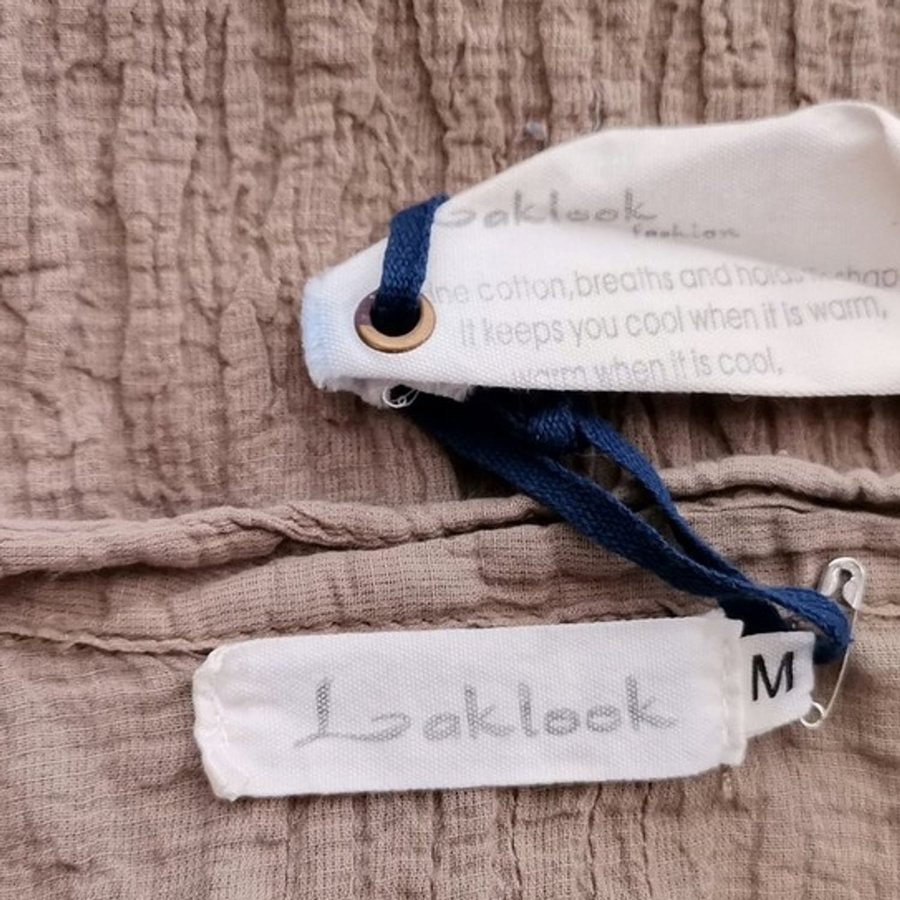 Laklook
fashion
cotton,breaths and holds
It keeps you cool when it is warm,
warm when it is cool,
Laklook
M